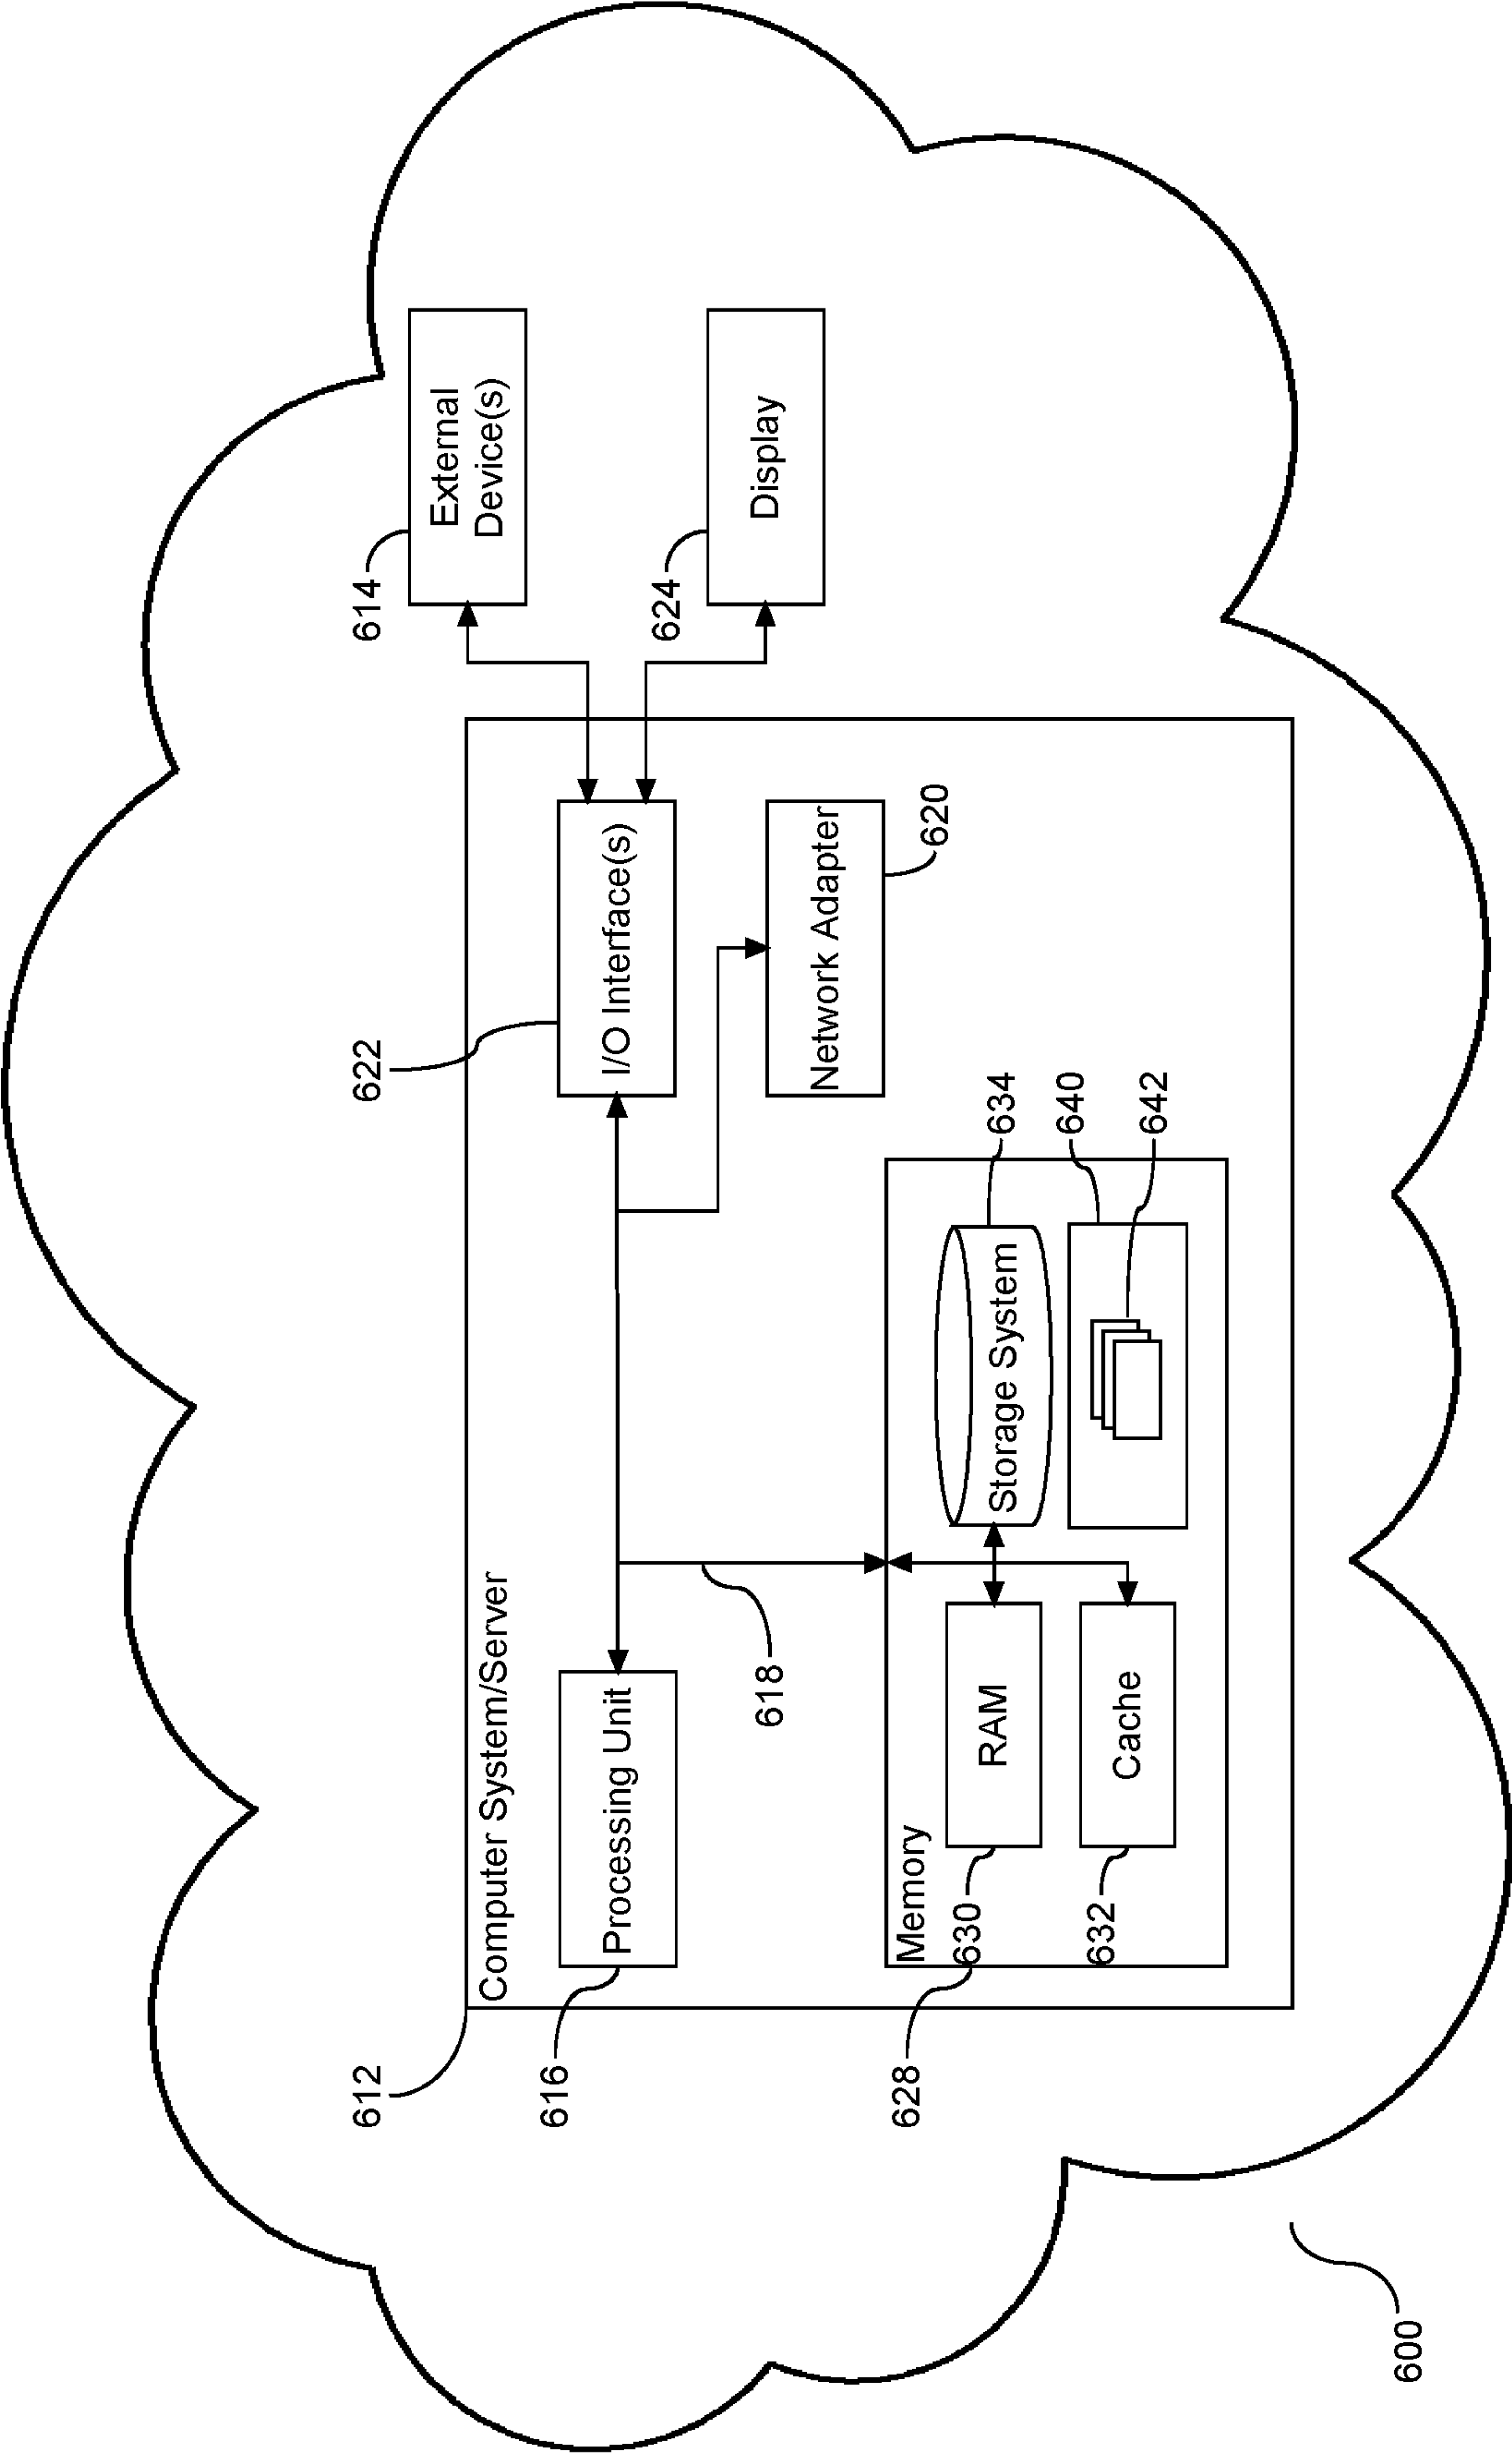 612
Computer System/Server
616
Processing Unit
618
622
I/O Interface(s)
614
External
Device(s)
624
Display
Network Adapter
620
628
Memory
630
RAM
632
Cache
Storage System
634
640
642
600